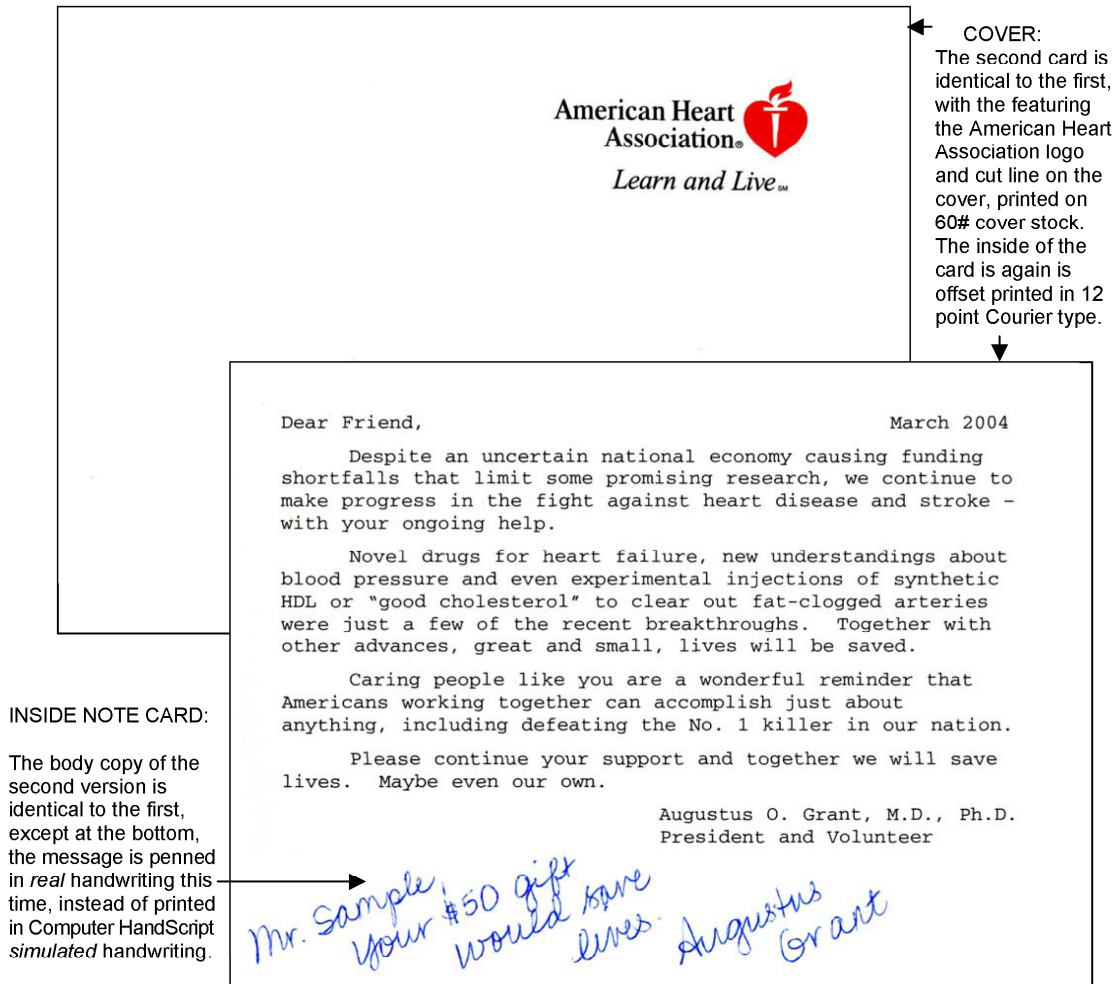 American Heart
Association®
Learn and Live℠
COVER:
The second card is
identical to the first,
with the featuring
the American Heart
Association logo
and cut line on the
cover, printed on
60# cover stock.
The inside of the
card is again is
offset printed in 12
point Courier type.
Dear Friend, March 2004
Despite an uncertain national economy causing funding
shortfalls that limit some promising research, we continue to
make progress in the fight against heart disease and stroke –
with your ongoing help.
Novel drugs for heart failure, new understandings about
blood pressure and even experimental injections of synthetic
HDL or “good cholesterol” to clear out fat-clogged arteries
were just a few of the recent breakthroughs. Together with
other advances, great and small, lives will be saved.
Caring people like you are a wonderful reminder that
Americans working together can accomplish just about
anything, including defeating the No. 1 killer in our nation.
Please continue your support and together we will save
lives. Maybe even our own.
Augustus O. Grant, M.D., Ph.D.
President and Volunteer
Mr. Sample,
Your $50 gift
would save
lives.
Augustus
Grant
INSIDE NOTE CARD:
The body copy of the
second version is
identical to the first,
except at the bottom,
the message is penned
in real handwriting this
time, instead of printed
in Computer HandScript
simulated handwriting.